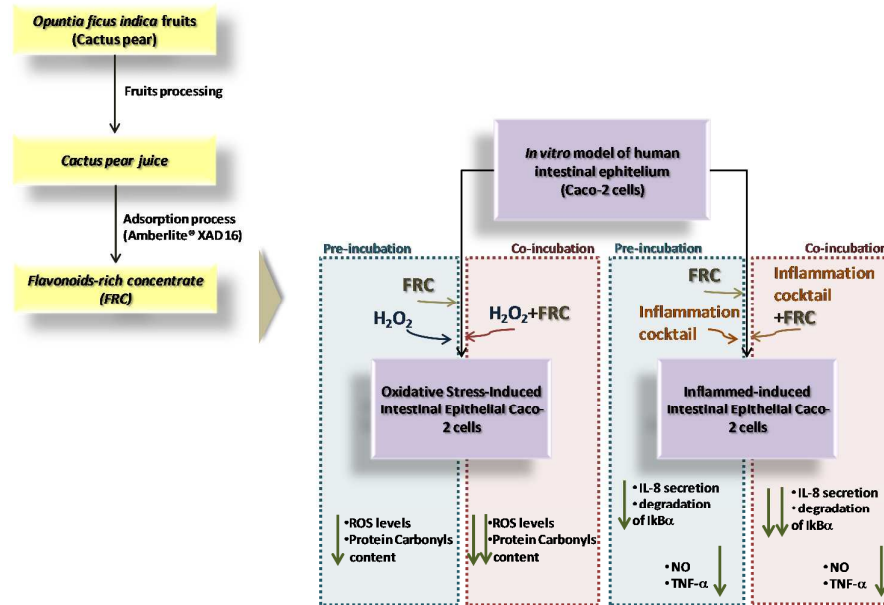 Opuntia ficus indica fruits
(Cactus pear)
Fruits processing
Cactus pear juice
Adsorption process
(Amberlite® XAD16)
Flavonoids-rich concentrate
(FRC)
In vitro model of human
intestinal ephitelium
(Caco-2 cells)
Pre-incubation
Co-incubation
FRC
H₂O₂
H₂O₂+FRC
Oxidative Stress-Induced
Intestinal Epithelial Caco-
2 cells
•ROS levels
•Protein Carbonyls
content
•ROS levels
•Protein Carbonyls
content
Pre-incubation
Co-incubation
FRC
Inflammation
cocktail
Inflammation
cocktail
+FRC
Inflammed-induced
Intestinal Epithelial Caco-
2 cells
• IL-8 secretion
• degradation
of IkBα
• NO
• TNF-α
• IL-8 secretion
• degradation
of IkBα
• NO
• TNF-α